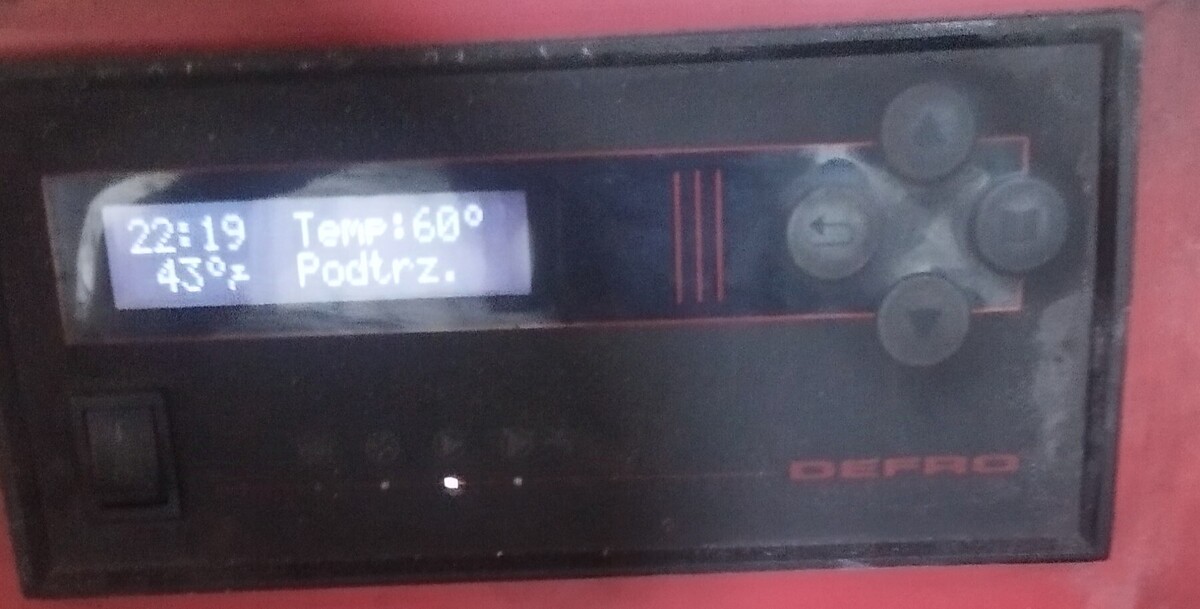 22:19 Temp:60°
43°z Podtrz.
DEFRO